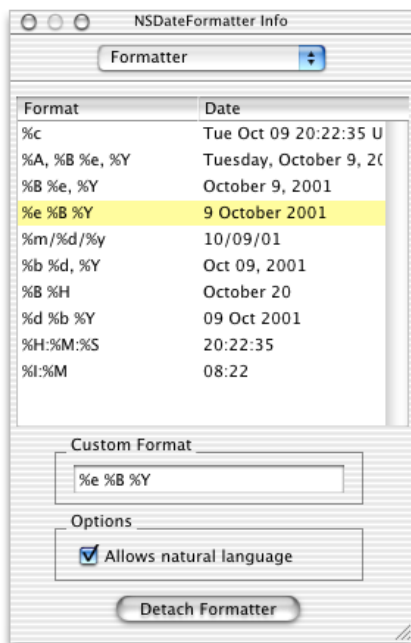 NSDateFormatter Info
Formatter
Format Date
%c Tue Oct 09 20:22:35 U
%A, %B %e, %Y Tuesday, October 9, 20
%B %e, %Y October 9, 2001
%e %B %Y 9 October 2001
%m/%d/%y 10/09/01
%b %d, %Y Oct 09, 2001
%B %H October 20
%d %b %Y 09 Oct 2001
%H:%M:%S 20:22:35
%I:%M 08:22
Custom Format
%e %B %Y
Options
Allows natural language
Detach Formatter